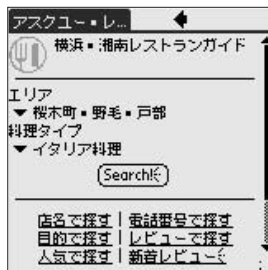 アスクユー・レ...
横浜・湘南レストランガイド
エリア
▼ 桜木町・野毛・戸部
料理タイプ
▼ イタリア料理
Search!
店名で探す | 電話番号で探す
目的で探す | レビューで探す
人気で探す | 新着レビュー